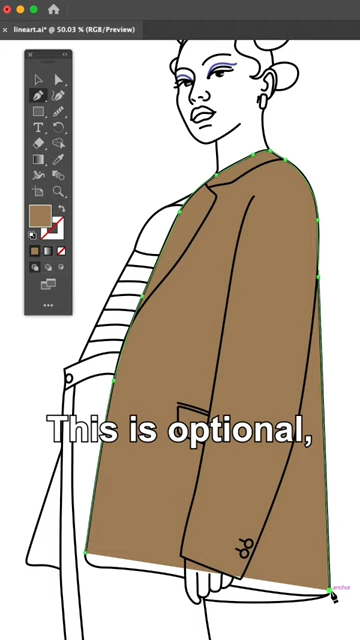 lineart.ai* @ 50.03 % (RGB/Preview)
T
This is optional,
anchor